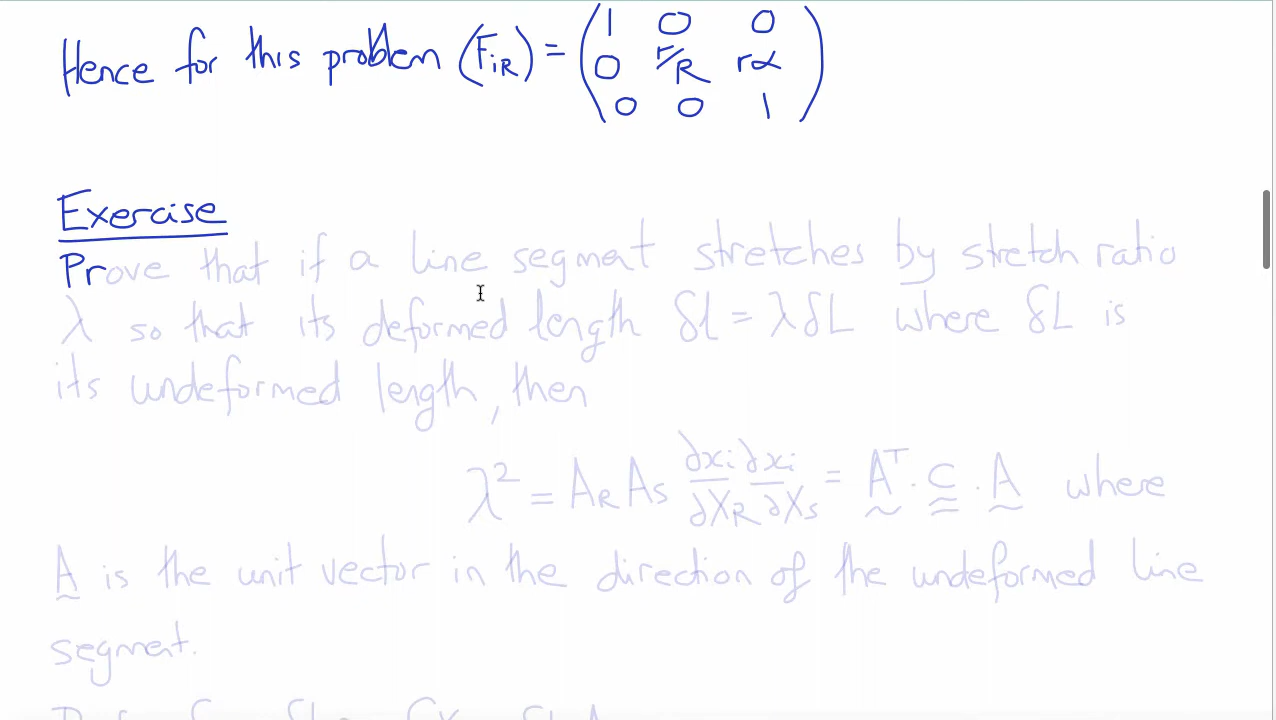 Hence for this problem (F_iR) = ( 1 0 0
0 r/R rα
0 0 1 )
Exercise
Prove that if a line segment stretches by stretch ratio
λ so that its deformed length δl = λδL where δL is
its undeformed length, then
λ² = A_R A_S ∂x_i/∂X_R ∂x_i/∂X_S = A^T . C . A where
A is the unit vector in the direction of the undeformed line
segment.